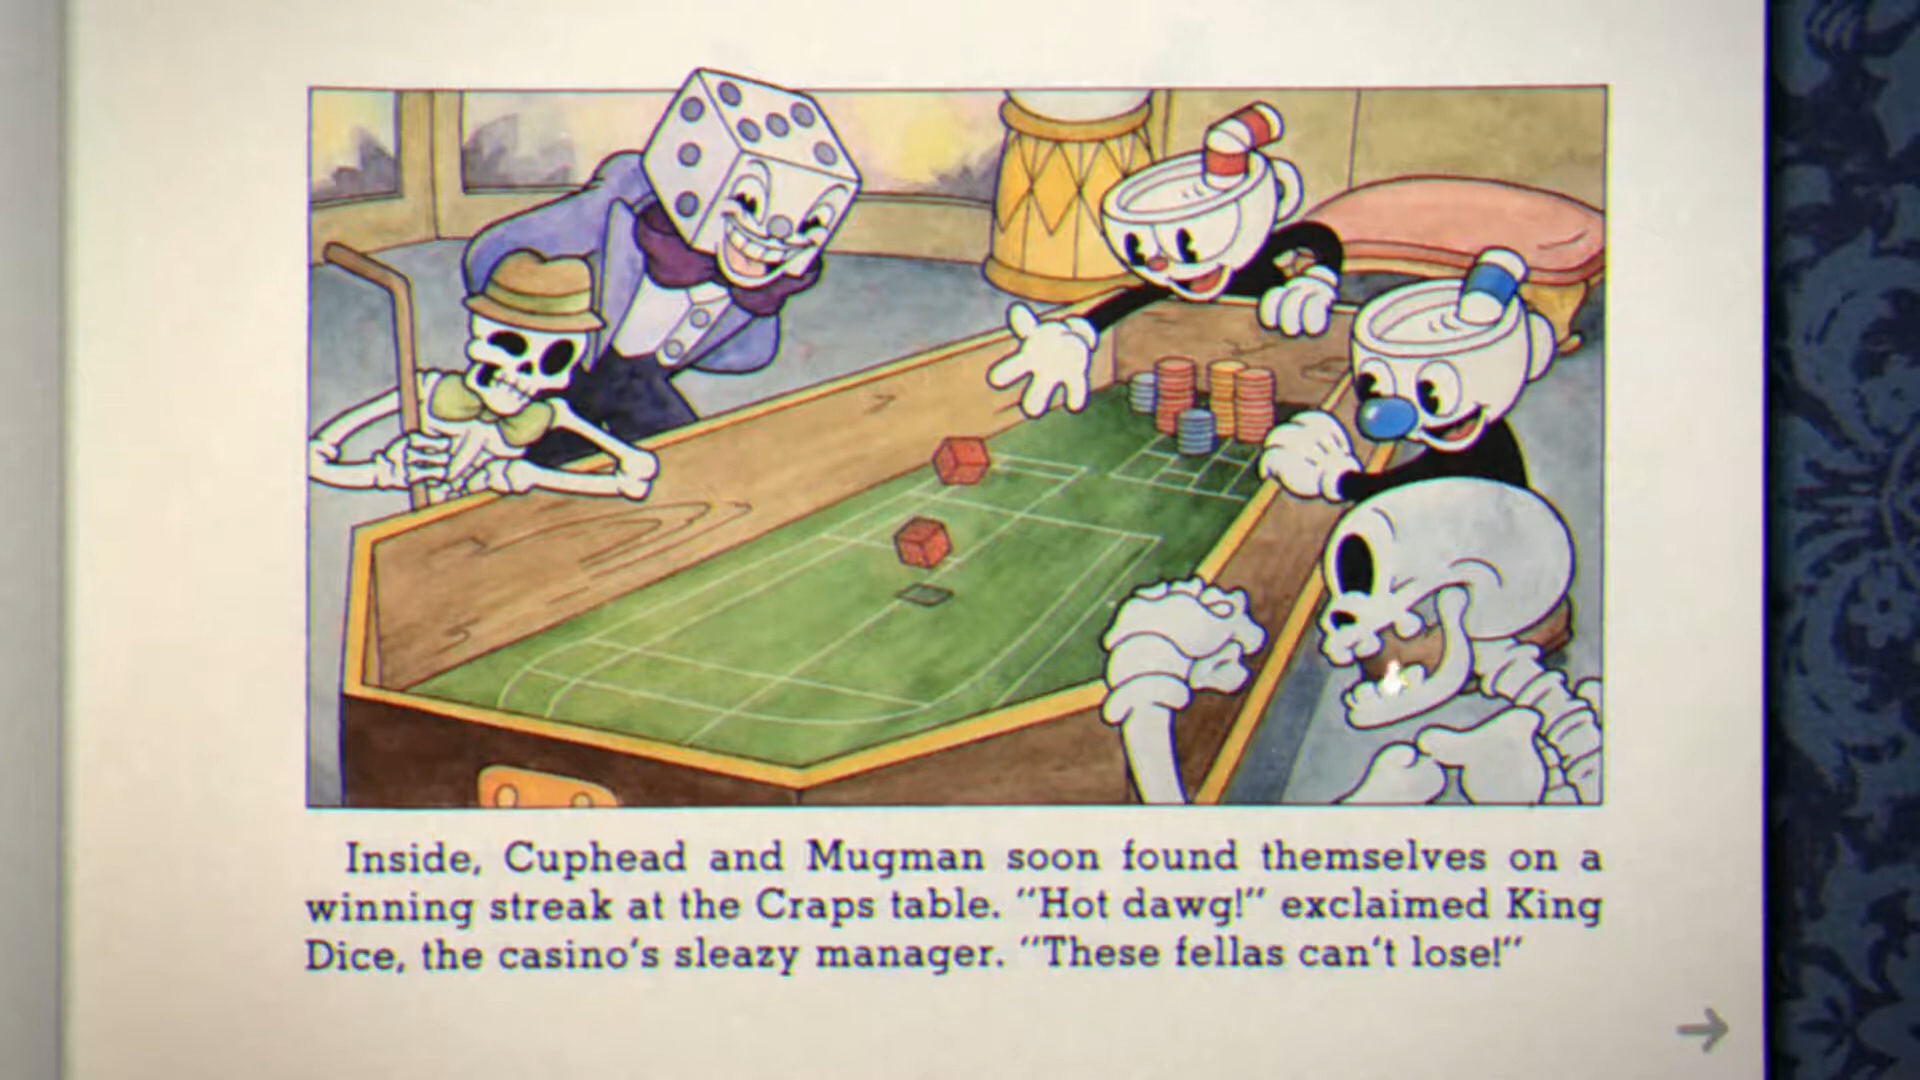 Inside, Cuphead and Mugman soon found themselves on a
winning streak at the Craps table. “Hot dawg!” exclaimed King
Dice, the casino’s sleazy manager. “These fellas can’t lose!”